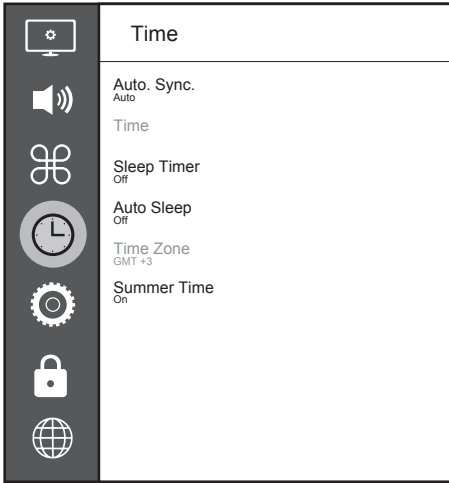 Time
Auto. Sync.
Auto
Time
Sleep Timer
Off
Auto Sleep
Off
Time Zone
GMT +3
Summer Time
On